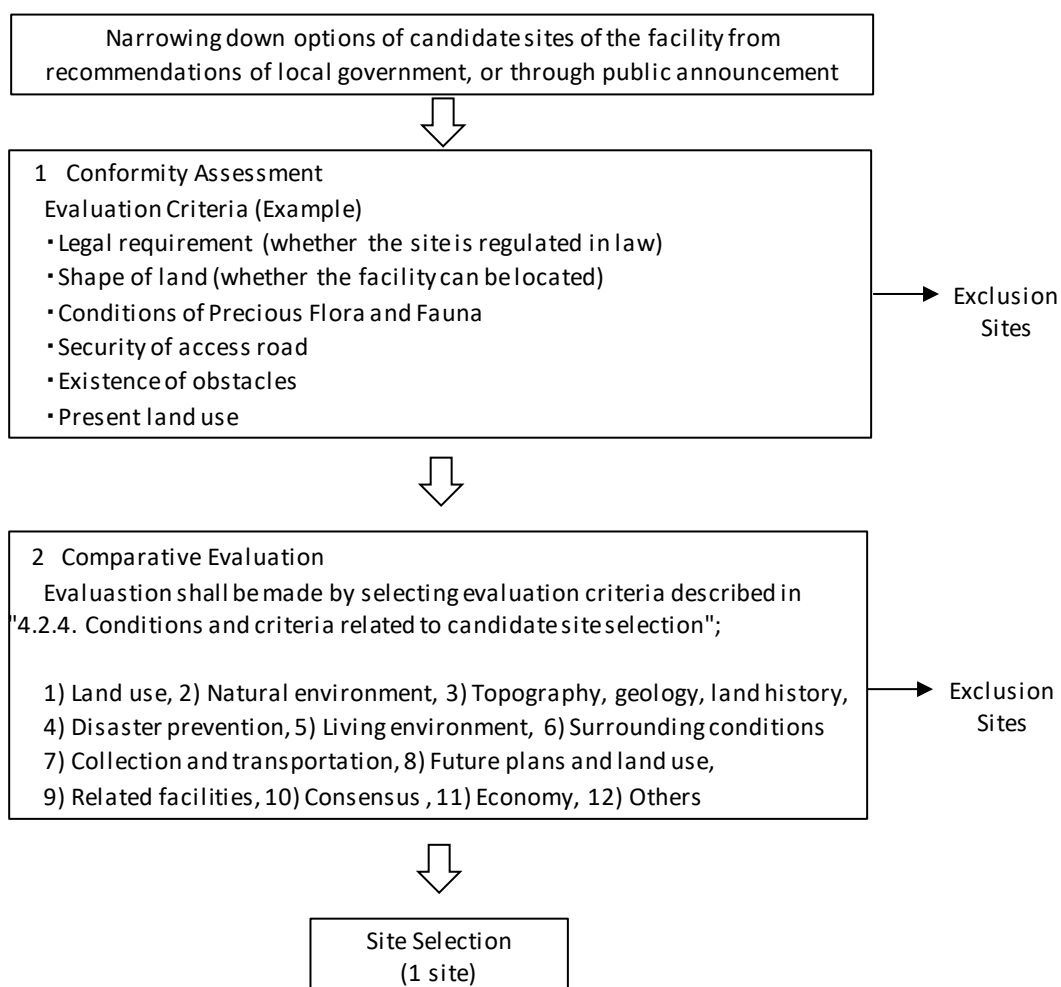 Narrowing down options of candidate sites of the facility from
recommendations of local government, or through public announcement
1 Conformity Assessment
Evaluation Criteria (Example)
・Legal requirement (whether the site is regulated in law)
・Shape of land (whether the facility can be located)
・Conditions of Precious Flora and Fauna
・Security of access road
・Existence of obstacles
・Present land use
Exclusion
Sites
2 Comparative Evaluation
Evaluastion shall be made by selecting evaluation criteria described in
"4.2.4. Conditions and criteria related to candidate site selection";
1) Land use, 2) Natural environment, 3) Topography, geology, land history,
4) Disaster prevention, 5) Living environment, 6) Surrounding conditions
7) Collection and transportation, 8) Future plans and land use,
9) Related facilities, 10) Consensus , 11) Economy, 12) Others
Exclusion
Sites
Site Selection
(1 site)